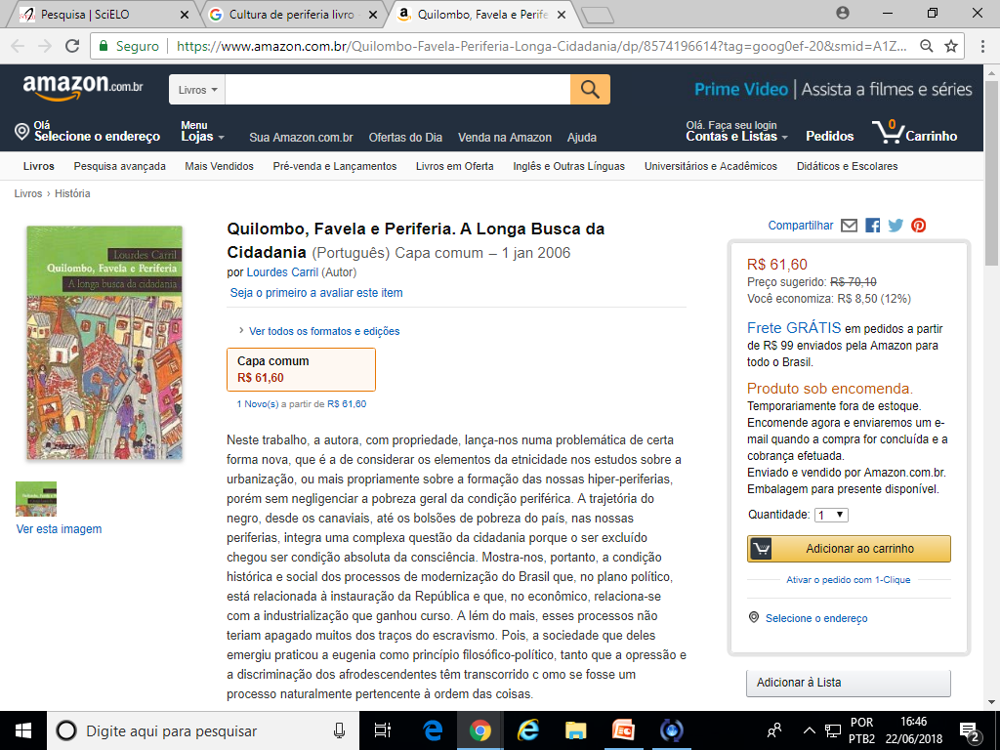 Pesquisa | SciELO
Cultura de periferia livro -
Quilombo, Favela e Perife
Seguro
https://www.amazon.com.br/Quilombo-Favela-Periferia-Longa-Cidadania/dp/8574196614?tag=goog0ef-20&smid=A1Z...
amazon.com.br
Livros
Prime Video | Assista a filmes e séries
Olá
Selecione o endereço
Menu
Lojas
Sua Amazon.com.br
Ofertas do Dia
Venda na Amazon
Ajuda
Olá. Faça seu login
Contas e Listas
Pedidos
0
Carrinho
Livros
Pesquisa avançada
Mais Vendidos
Pré-venda e Lançamentos
Livros em Oferta
Inglês e Outras Línguas
Universitários e Acadêmicos
Didáticos e Escolares
Livros › História
Lourdes Carril
Quilombo, Favela e Periferia
A longa busca da cidadania
Ver esta imagem
Quilombo, Favela e Periferia. A Longa Busca da
Cidadania (Português) Capa comum – 1 jan 2006
por Lourdes Carril (Autor)
Seja o primeiro a avaliar este item
Ver todos os formatos e edições
Capa comum
R$ 61,60
1 Novo(s) a partir de R$ 61,60
Neste trabalho, a autora, com propriedade, lança-nos numa problemática de certa
forma nova, que é a de considerar os elementos da etnicidade nos estudos sobre a
urbanização, ou mais propriamente sobre a formação das nossas hiper-periferias,
porém sem negligenciar a pobreza geral da condição periférica. A trajetória do
negro, desde os canaviais, até os bolsões de pobreza do país, nas nossas
periferias, integra uma complexa questão da cidadania porque o ser excluído
chegou ser condição absoluta da consciência. Mostra-nos, portanto, a condição
histórica e social dos processos de modernização do Brasil que, no plano político,
está relacionada à instauração da República e que, no econômico, relaciona-se
com a industrialização que ganhou curso. A lém do mais, esses processos não
teriam apagado muitos dos traços do escravismo. Pois, a sociedade que deles
emergiu praticou a eugenia como princípio filosófico-político, tanto que a opressão e
a discriminação dos afrodescendentes têm transcorrido c omo se fosse um
processo naturalmente pertencente à ordem das coisas.
Compartilhar
R$ 61,60
Preço sugerido: R$ 70,10
Você economiza: R$ 8,50 (12%)
Frete GRÁTIS em pedidos a partir
de R$ 99 enviados pela Amazon para
todo o Brasil.
Produto sob encomenda.
Temporariamente fora de estoque.
Encomende agora e enviaremos um e-
mail quando a compra for concluída e a
cobrança efetuada.
Enviado e vendido por Amazon.com.br.
Embalagem para presente disponível.
Quantidade: 1
Adicionar ao carrinho
Ativar o pedido com 1-Clique
Selecione o endereço
Adicionar à Lista
Digite aqui para pesquisar
POR
PTB2
16:46
22/06/2018
2